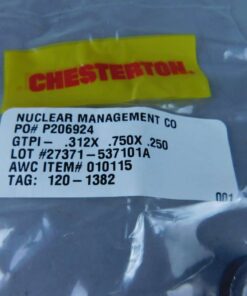 CHESTERTON
NUCLEAR MANAGEMENT CO
PO# P206924
GTPI- .312X .750X .250
LOT #27371-537101A
AWC ITEM# 010115
TAG: 120-1382
001